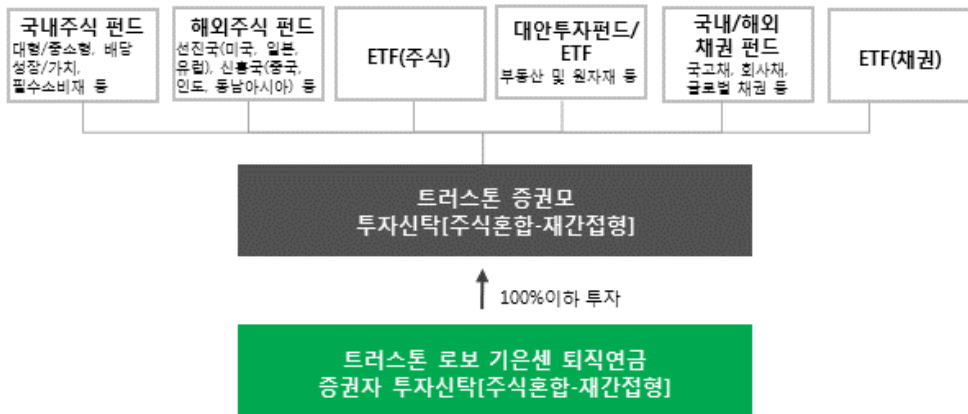 국내주식 펀드
대형/중소형, 배당
성장/가치,
필수소비재 등
해외주식 펀드
선진국(미국, 일본,
유럽), 신흥국(중국,
인도, 동남아시아) 등
ETF(주식)
대안투자펀드/
ETF
부동산 및 원자재 등
국내/해외
채권 펀드
국고채, 회사채,
글로벌 채권 등
ETF(채권)
트러스톤 증권모
투자신탁[주식혼합-재간접형]
100%이하 투자
트러스톤 로보 기은센 퇴직연금
증권자 투자신탁[주식혼합-재간접형]